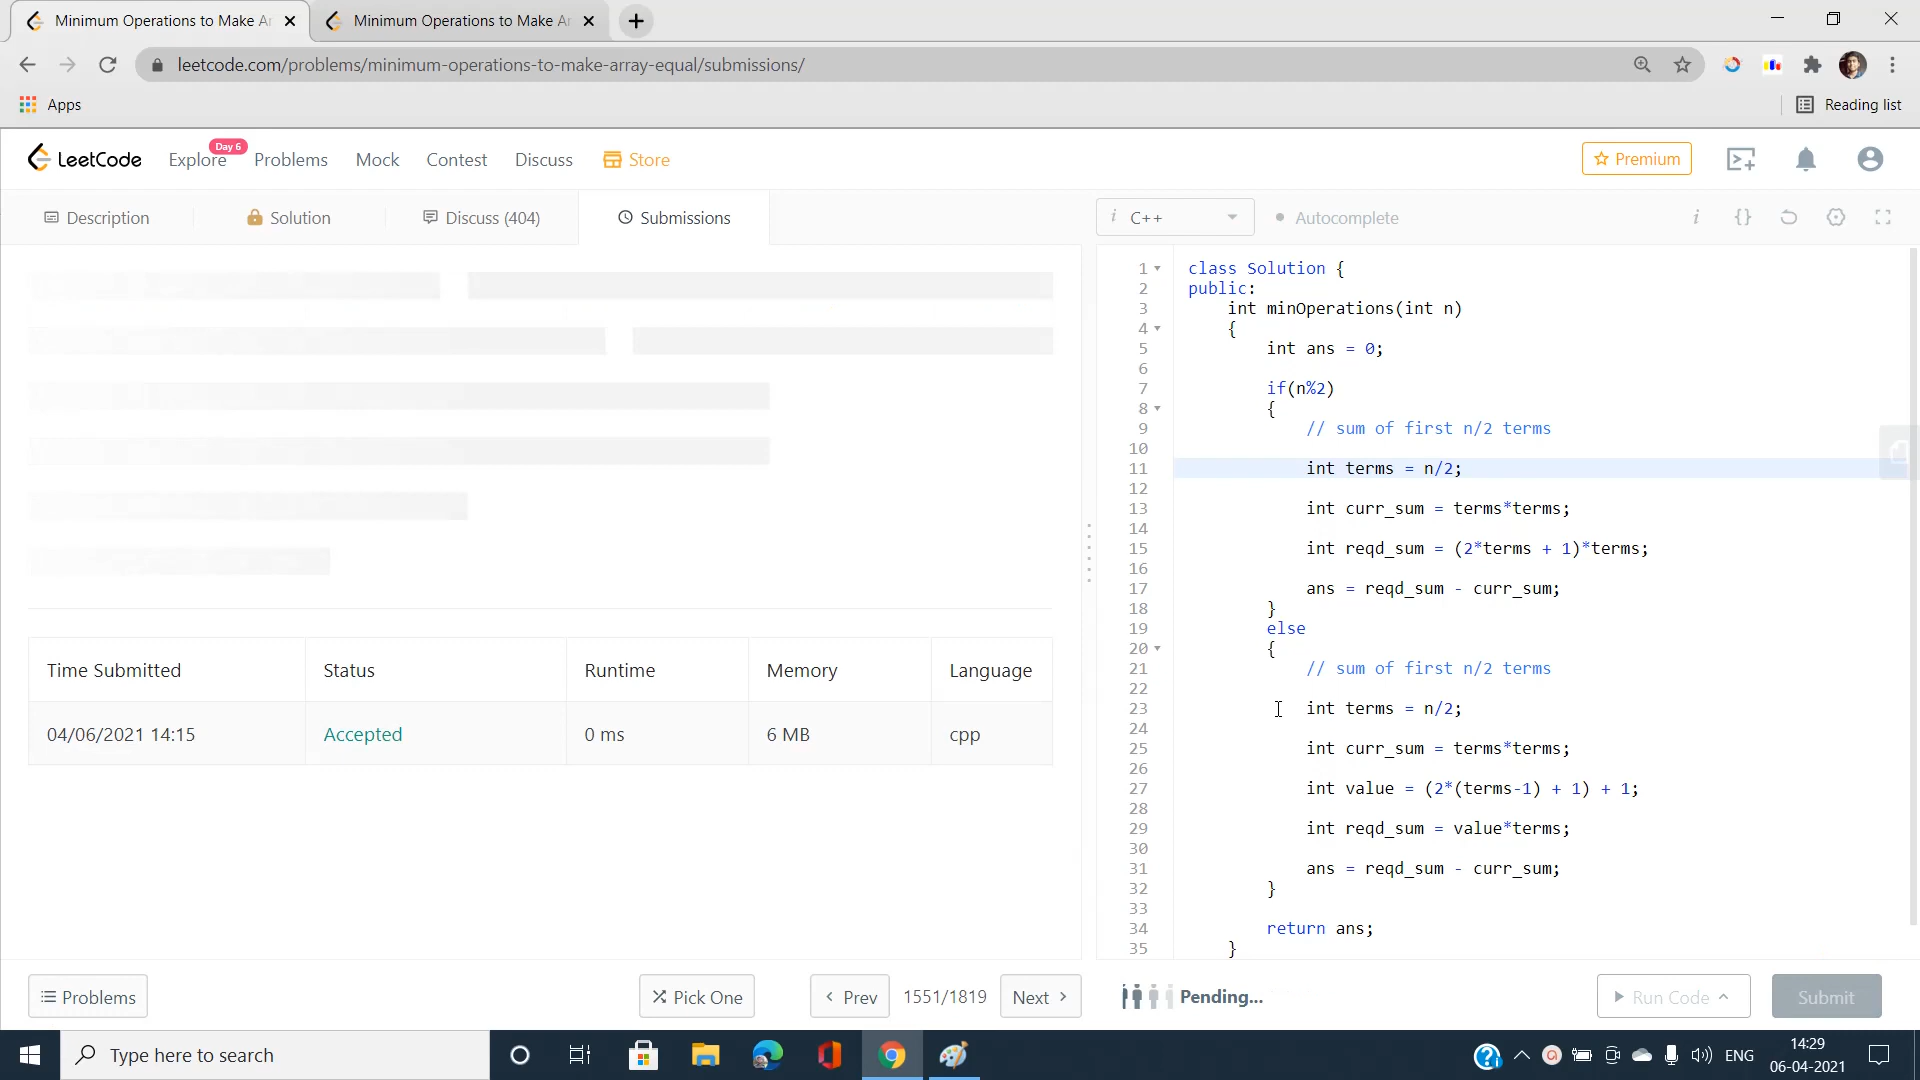 Minimum Operations to Make Ar
Minimum Operations to Make Ar
leetcode.com/problems/minimum-operations-to-make-array-equal/submissions/
Apps
Reading list
LeetCode
Explore
Day 6
Problems
Mock
Contest
Discuss
Store
Premium
Description
Solution
Discuss (404)
Submissions
i C++
Autocomplete
i {}
1 class Solution {
2 public:
3 int minOperations(int n)
4 {
5 int ans = 0;
6
7 if(n%2)
8 {
9 // sum of first n/2 terms
10
11 int terms = n/2;
12
13 int curr_sum = terms*terms;
14
15 int reqd_sum = (2*terms + 1)*terms;
16
17 ans = reqd_sum - curr_sum;
18 }
19 else
20 {
21 // sum of first n/2 terms
22
23 int terms = n/2;
24
25 int curr_sum = terms*terms;
26
27 int value = (2*(terms-1) + 1) + 1;
28
29 int reqd_sum = value*terms;
30
31 ans = reqd_sum - curr_sum;
32 }
33
34 return ans;
35 }
Time Submitted Status Runtime Memory Language
04/06/2021 14:15 Accepted 0 ms 6 MB cpp
Problems
Pick One
Prev
1551/1819
Next
Pending...
Run Code
Submit
Type here to search
ENG
14:29
06-04-2021